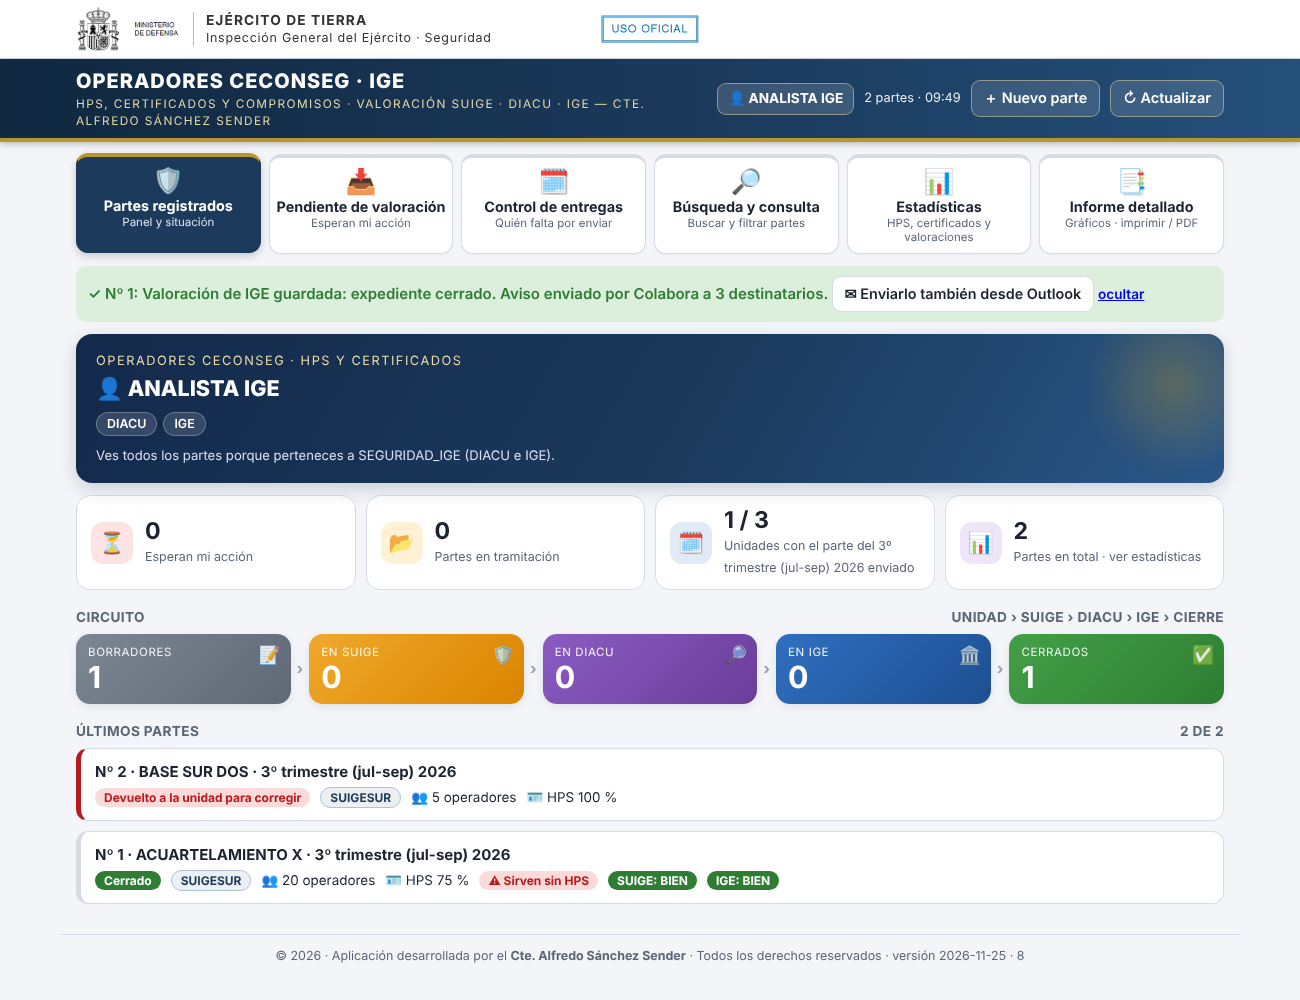 MINISTERIO
DE DEFENSA
EJÉRCITO DE TIERRA
Inspección General del Ejército · Seguridad
USO OFICIAL
OPERADORES CECONSEG · IGE
HPS, CERTIFICADOS Y COMPROMISOS · VALORACIÓN SUIGE · DIACU · IGE — CTE.
ALFREDO SÁNCHEZ SENDER
ANALISTA IGE
2 partes · 09:49
+ Nuevo parte
↻ Actualizar
Partes registrados
Panel y situación
Pendiente de valoración
Esperan mi acción
Control de entregas
Quién falta por enviar
Búsqueda y consulta
Buscar y filtrar partes
Estadísticas
HPS, certificados y
valoraciones
Informe detallado
Gráficos · imprimir / PDF
✓ Nº 1: Valoración de IGE guardada: expediente cerrado. Aviso enviado por Colabora a 3 destinatarios. ✉ Enviarlo también desde Outlook ocultar
OPERADORES CECONSEG · HPS Y CERTIFICADOS
ANALISTA IGE
DIACU IGE
Ves todos los partes porque perteneces a SEGURIDAD_IGE (DIACU e IGE).
0
Esperan mi acción
0
Partes en tramitación
1 / 3
Unidades con el parte del 3º
trimestre (jul-sep) 2026 enviado
2
Partes en total · ver estadísticas
CIRCUITO
UNIDAD › SUIGE › DIACU › IGE › CIERRE
BORRADORES
1
›
EN SUIGE
0
›
EN DIACU
0
›
EN IGE
0
›
CERRADOS
1
ÚLTIMOS PARTES
2 DE 2
Nº 2 · BASE SUR DOS · 3º trimestre (jul-sep) 2026
Devuelto a la unidad para corregir SUIGESUR 5 operadores HPS 100 %
Nº 1 · ACUARTELAMIENTO X · 3º trimestre (jul-sep) 2026
Cerrado SUIGESUR 20 operadores HPS 75 % ⚠ Sirven sin HPS SUIGE: BIEN IGE: BIEN
© 2026 · Aplicación desarrollada por el Cte. Alfredo Sánchez Sender · Todos los derechos reservados · versión 2026-11-25 · 8